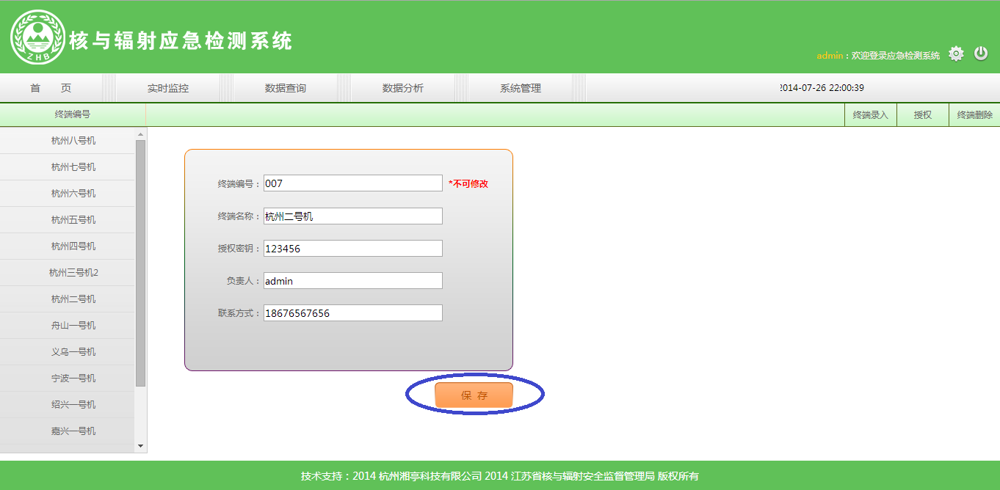 ZHB
核与辐射应急检测系统
admin：欢迎登录应急检测系统
首 页 实时监控 数据查询 数据分析 系统管理 2014-07-26 22:00:39
终端编号 终端录入 授权 终端删除
杭州八号机
杭州七号机
杭州六号机
杭州五号机
杭州四号机
杭州三号机2
杭州二号机
舟山一号机
义乌一号机
宁波一号机
绍兴一号机
嘉兴一号机
终端编号： 007 *不可修改
终端名称： 杭州二号机
授权密钥： 123456
负责人： admin
联系方式： 18676567656
保 存
技术支持：2014 杭州湘亭科技有限公司 2014 江苏省核与辐射安全监督管理局 版权所有